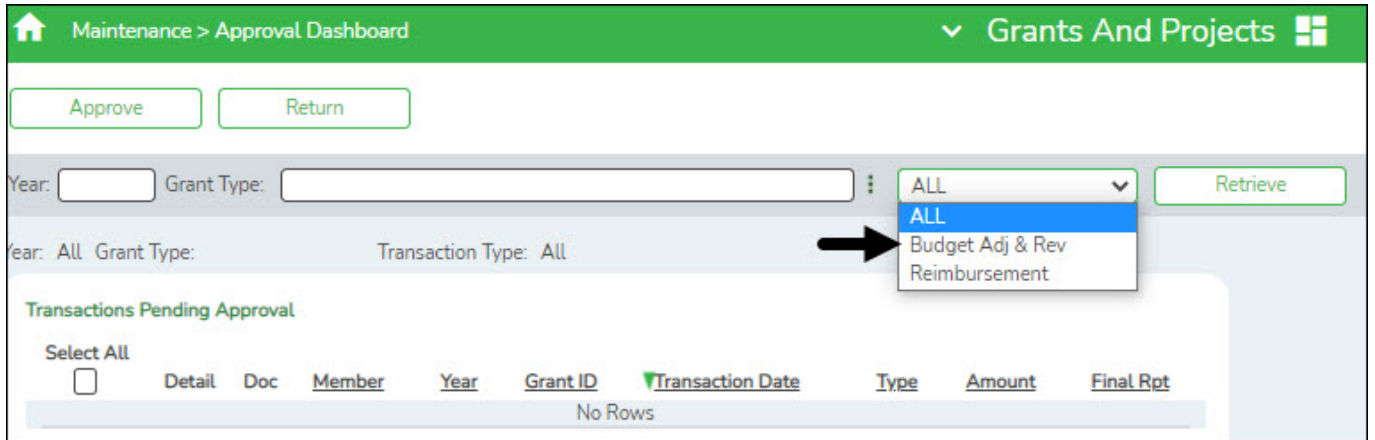 Maintenance > Approval Dashboard Grants And Projects
Approve Return
Year: Grant Type: ALL Retrieve
ALL
Budget Adj & Rev
Reimbursement
Year: All Grant Type: Transaction Type: All
Transactions Pending Approval
Select All
Detail Doc Member Year Grant ID Transaction Date Type Amount Final Rpt
No Rows